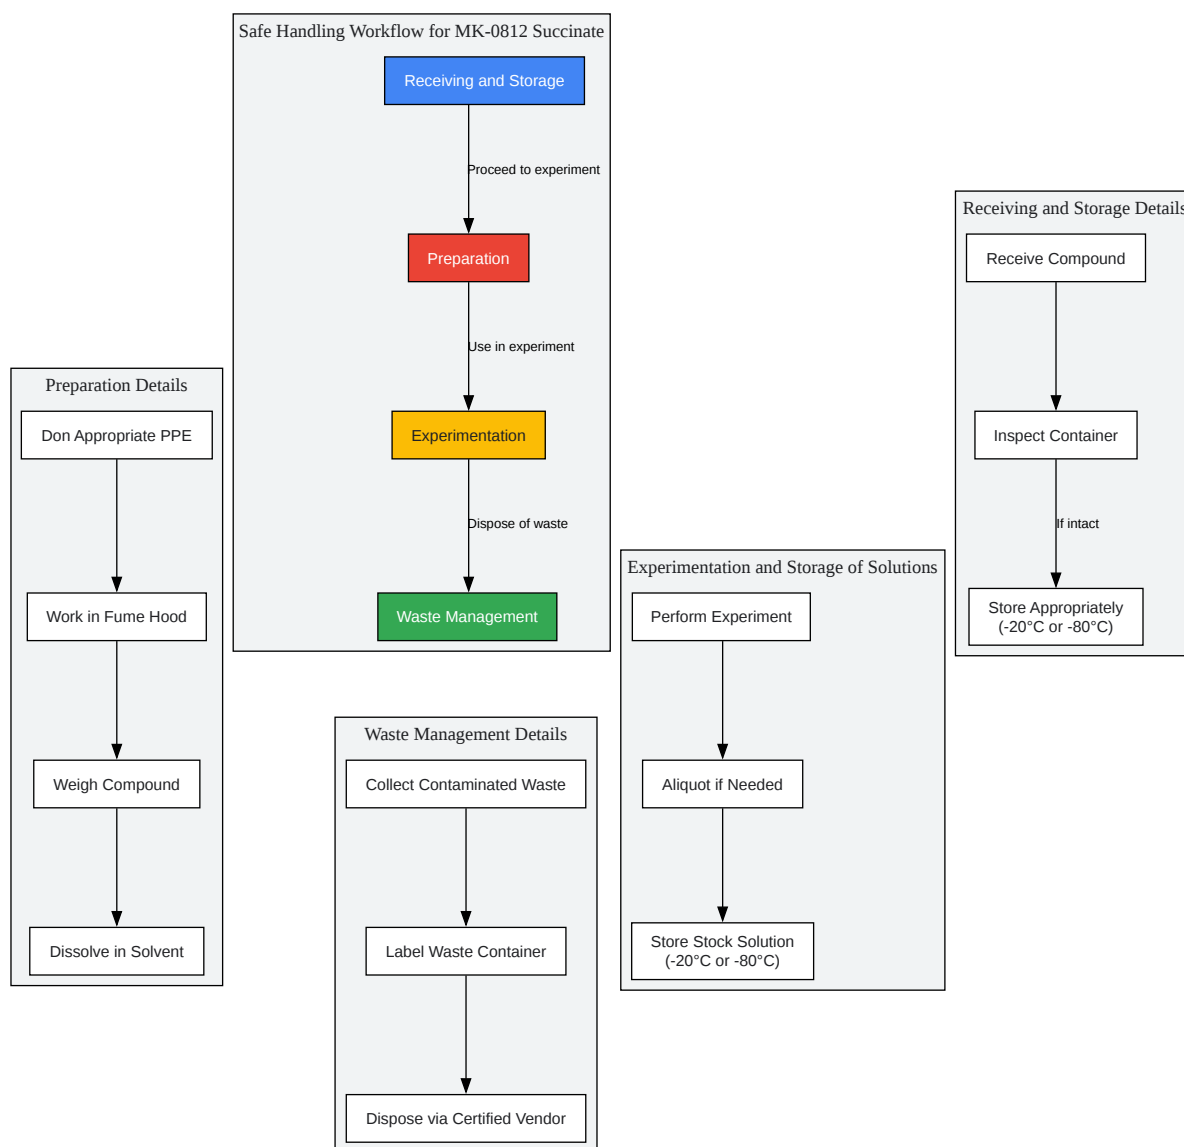 Safe Handling Workflow for MK-0812 Succinate
Receiving and Storage
Proceed to experiment
Preparation
Use in experiment
Experimentation
Dispose of waste
Waste Management
Receiving and Storage Details
Receive Compound
Inspect Container
If intact
Store Appropriately
(-20°C or -80°C)
Preparation Details
Don Appropriate PPE
Work in Fume Hood
Weigh Compound
Dissolve in Solvent
Experimentation and Storage of Solutions
Perform Experiment
Aliquot if Needed
Store Stock Solution
(-20°C or -80°C)
Waste Management Details
Collect Contaminated Waste
Label Waste Container
Dispose via Certified Vendor